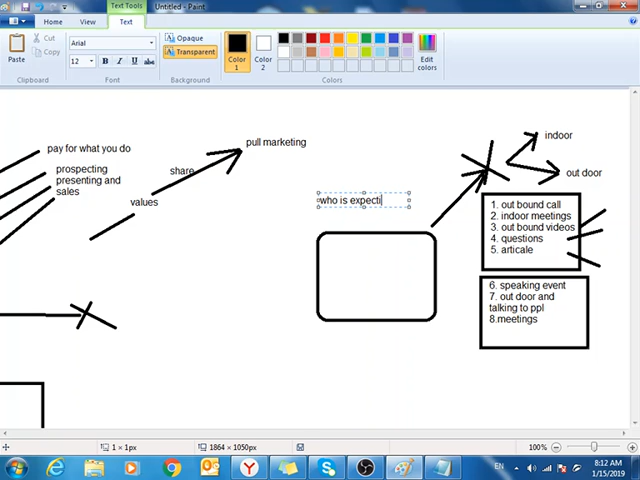 Text Tools
Untitled - Paint
Home
View
Text
Paste
Cut
Copy
Clipboard
Arial
12
B
I
U
abc
Font
Opaque
Transparent
Background
Color
1
Color
2
Colors
Edit
colors
pay for what you do
prospecting
presenting and
sales
values
share
pull marketing
who is expecti
indoor
out door
1. out bound call
2. indoor meetings
3. out bound videos
4. questions
5. articale
6. speaking event
7. out door and
talking to ppl
8.meetings
1 × 1px
1864 × 1050px
100%
EN
8:12 AM
1/15/2019